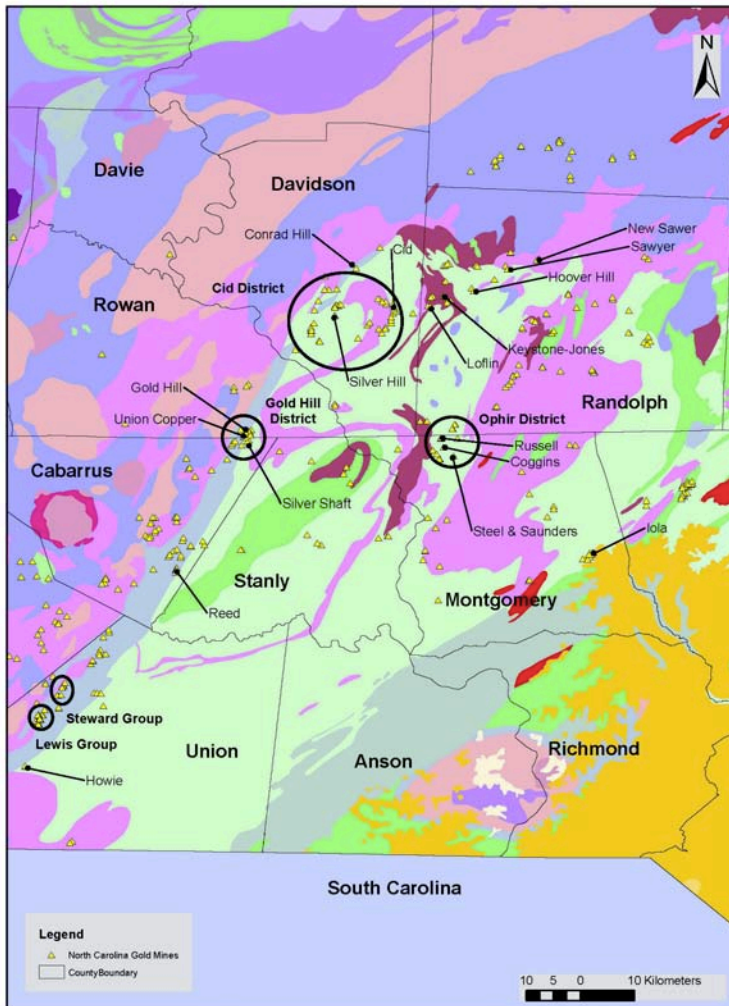 N
Davie
Davidson
Conrad Hill
Cid
New Sawer
Sawyer
Cid District
Hoover Hill
Rowan
Keystone-Jones
Loflin
Silver Hill
Gold Hill
Gold Hill
District
Ophir District
Randolph
Union Copper
Russell
Coggins
Cabarrus
Silver Shaft
Steel & Saunders
Iola
Stanly
Montgomery
Reed
Steward Group
Lewis Group
Union
Anson
Richmond
Howie
South Carolina
Legend
North Carolina Gold Mines
CountyBoundary
10 5 0 10 Kilometers